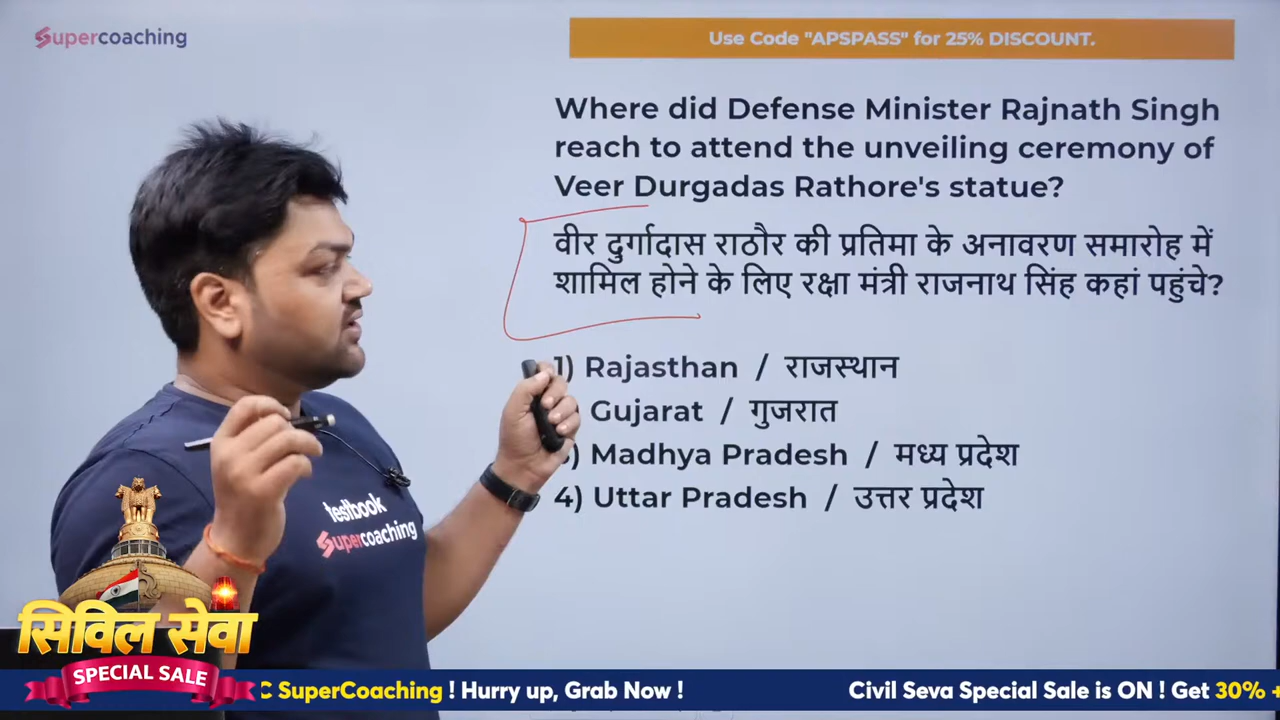 Supercoaching
Use Code "APSPASS" for 25% DISCOUNT.
Where did Defense Minister Rajnath Singh
reach to attend the unveiling ceremony of
Veer Durgadas Rathore's statue?
वीर दुर्गादास राठौर की प्रतिमा के अनावरण समारोह में
शामिल होने के लिए रक्षा मंत्री राजनाथ सिंह कहां पहुंचे?
1) Rajasthan / राजस्थान
Gujarat / गुजरात
) Madhya Pradesh / मध्य प्रदेश
4) Uttar Pradesh / उत्तर प्रदेश
testbook
Supercoaching
सिविल सेवा
SPECIAL SALE
C SuperCoaching ! Hurry up, Grab Now !
Civil Seva Special Sale is ON ! Get 30% +